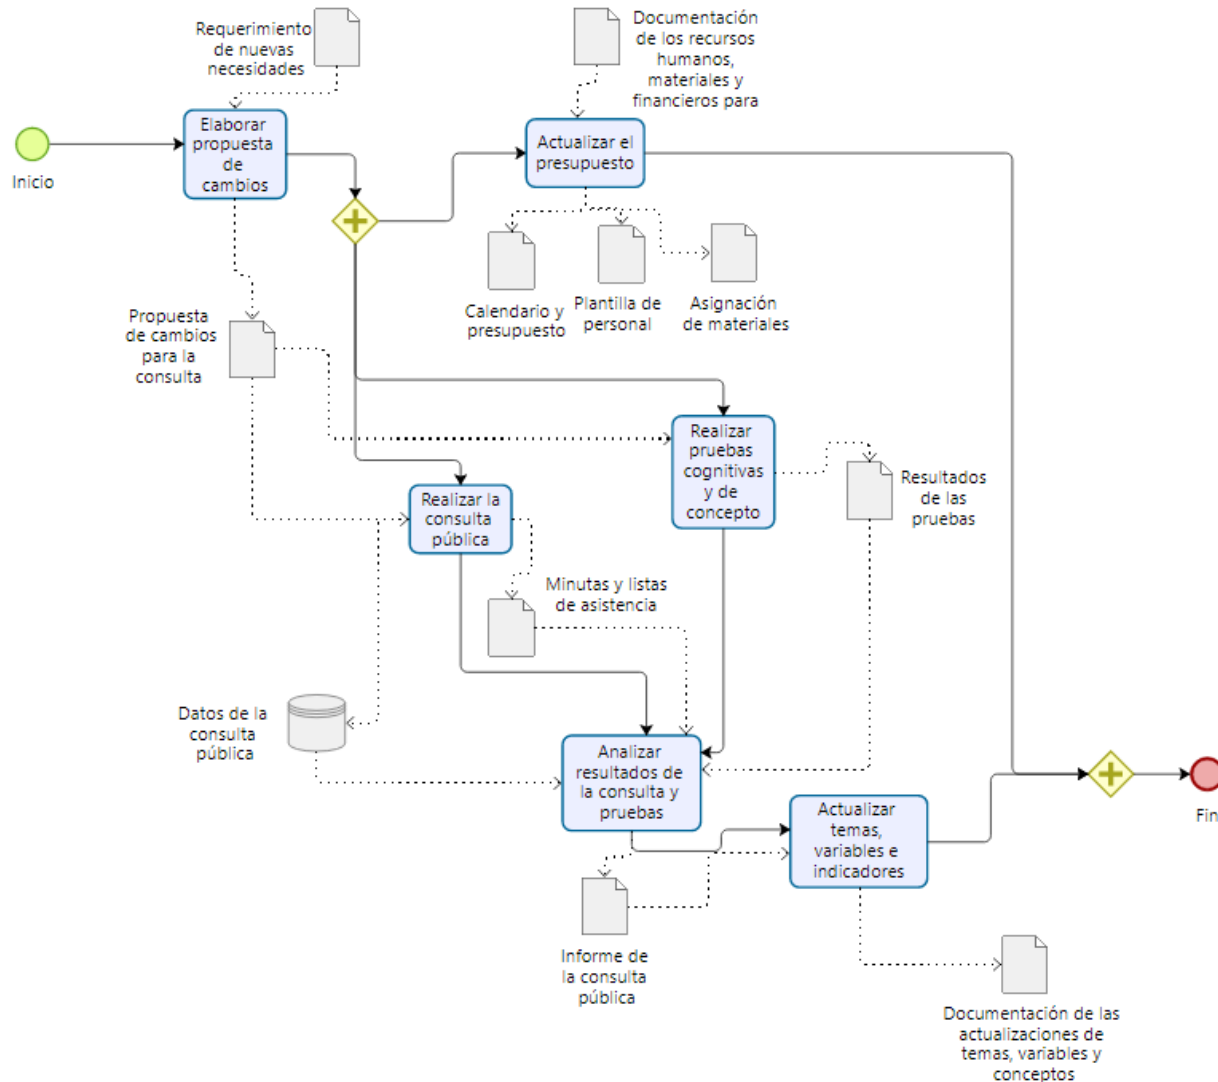 Requerimiento
de nuevas
necesidades
Documentación
de los recursos
humanos,
materiales y
financieros para
Inicio
Elaborar
propuesta
de
cambios
Actualizar el
presupuesto
Calendario y
presupuesto
Plantilla de
personal
Asignación
de materiales
Propuesta
de cambios
para la
consulta
Realizar
pruebas
cognitivas
y de
concepto
Resultados
de las
pruebas
Realizar la
consulta
pública
Minutas y listas
de asistencia
Datos de la
consulta
pública
Analizar
resultados de
la consulta y
pruebas
Actualizar
temas,
variables e
indicadores
Fin
Informe de
la consulta
pública
Documentación de las
actualizaciones de
temas, variables y
conceptos